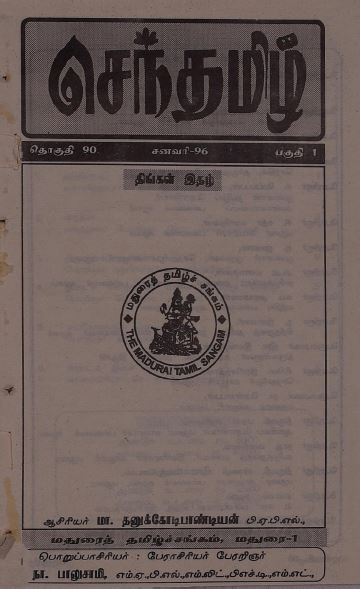 செந்தமிழ்
தொகுதி 90 சனவரி-96 பகுதி 1
திங்கள் இதழ்
மதுரைத் தமிழ்ச் சங்கம்
THE MADURAI TAMIL SANGAM
ஆசிரியர் மா. தனுக்கோடிபாண்டியன் பி.ஏ.பி.எல்.,
மதுரைத் தமிழ்ச்சங்கம், மதுரை-1
பொறுப்பாசிரியர் : பேராசிரியர் பேரறிஞர்
நா. பாலுசாமி, எம்.ஏ.,பி.எல்.,எம்.லிட்.,பிஎச்.டி.,எம்.எட்.,